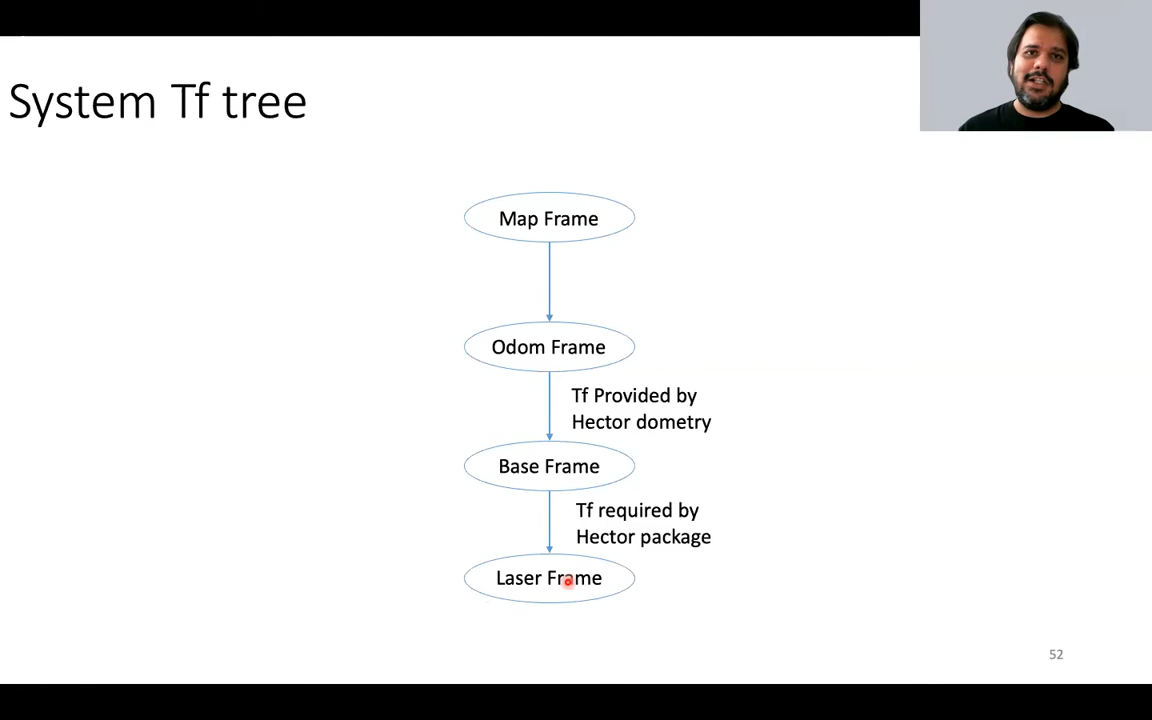 System Tf tree
Map Frame
Odom Frame
Tf Provided by
Hector dometry
Base Frame
Tf required by
Hector package
Laser Frame
52